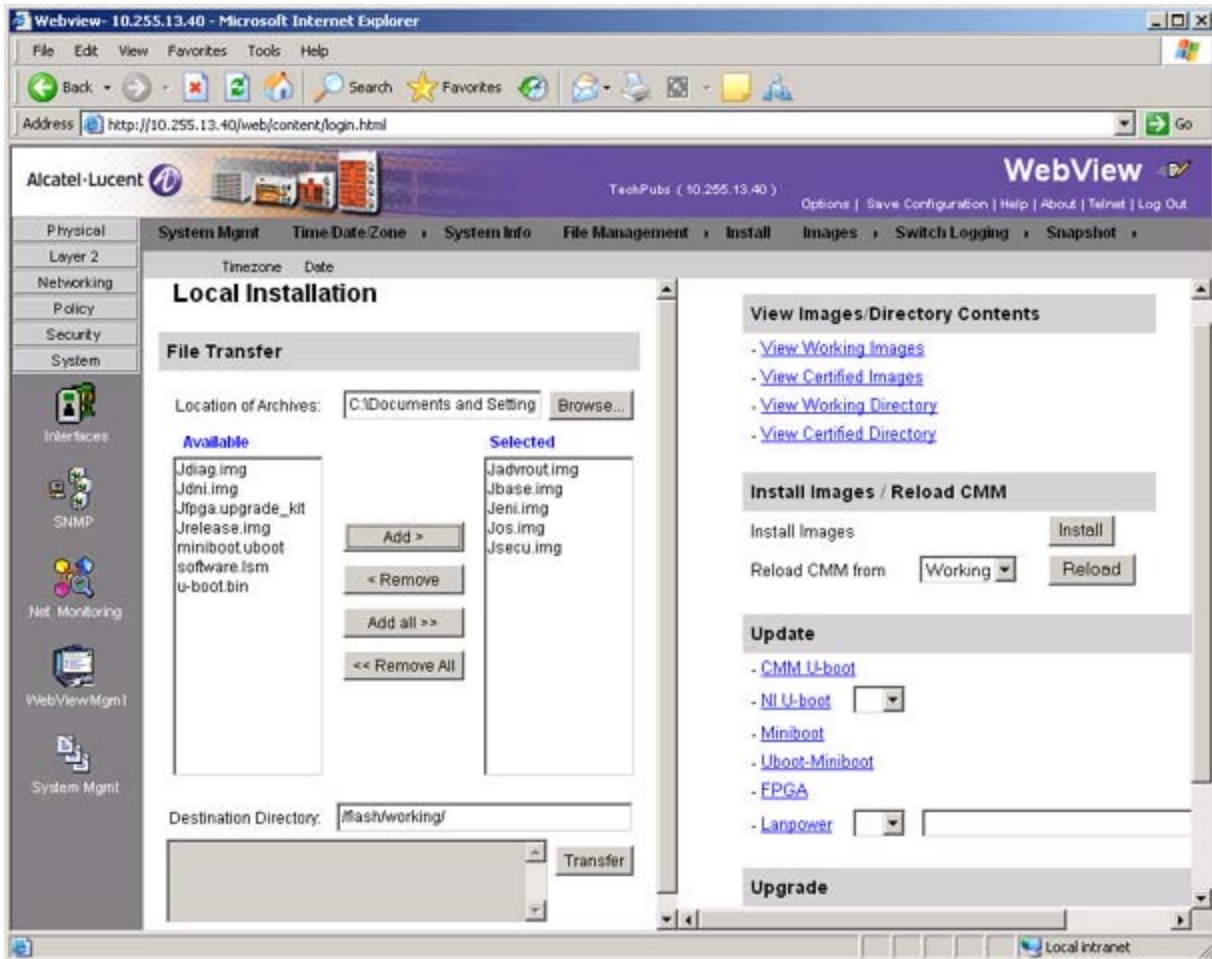 Webview- 10.255.13.40 - Microsoft Internet Explorer
File Edit View Favorites Tools Help
Back Search Favorites
Address http://10.255.13.40/web/content/login.html Go
Alcatel-Lucent
TechPubs ( 10.255.13.40 )
WebView
Options | Save Configuration | Help | About | Telnet | Log Out
Physical
Layer 2
Networking
Policy
Security
System
Interfaces
SNMP
Net Monitoring
WebViewMgmt
System Mgmt
System Mgmt Time/Date/Zone System Info File Management Install Images Switch Logging Snapshot
Timezone Date
Local Installation
File Transfer
Location of Archives: C:\Documents and Setting Browse...
Available
Jdiag.img
Jdni.img
Jfpga.upgrade_kit
Jrelease.img
miniboot.uboot
software.lsm
u-boot.bin
Add >
< Remove
Add all >>
<< Remove All
Selected
Jadvrout.img
Jbase.img
Jeni.img
Jos.img
Jsecu.img
Destination Directory: /flash/working/
Transfer
View Images/Directory Contents
- View Working Images
- View Certified Images
- View Working Directory
- View Certified Directory
Install Images / Reload CMM
Install Images Install
Reload CMM from Working Reload
Update
- CMM U-boot
- NI U-boot
- Miniboot
- Uboot-Miniboot
- FPGA
- Lanpower
Upgrade
Local intranet